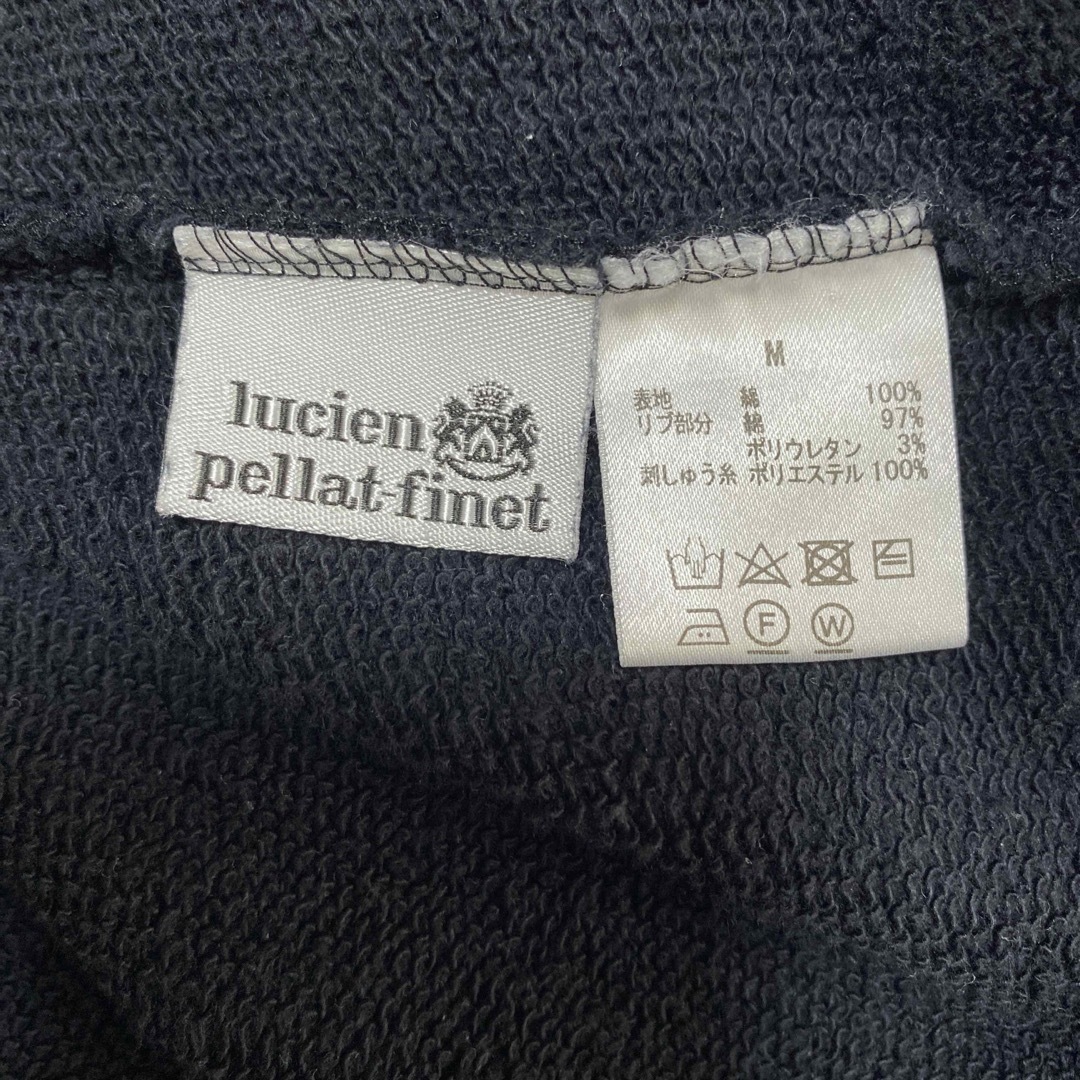 lucien
pellat-finet
M
表地 綿 100%
リブ部分 綿 97%
ポリウレタン 3%
刺しゅう糸 ポリエステル 100%
F W